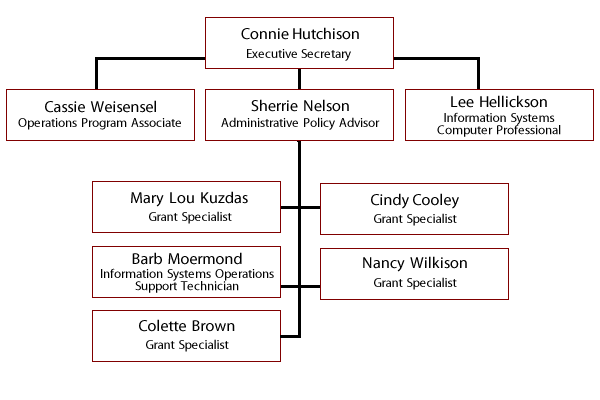 Connie Hutchison
Executive Secretary
Cassie Weisensel
Operations Program Associate
Sherrie Nelson
Administrative Policy Advisor
Lee Hellickson
Information Systems
Computer Professional
Mary Lou Kuzdas
Grant Specialist
Cindy Cooley
Grant Specialist
Barb Moermond
Information Systems Operations
Support Technician
Nancy Wilkison
Grant Specialist
Colette Brown
Grant Specialist